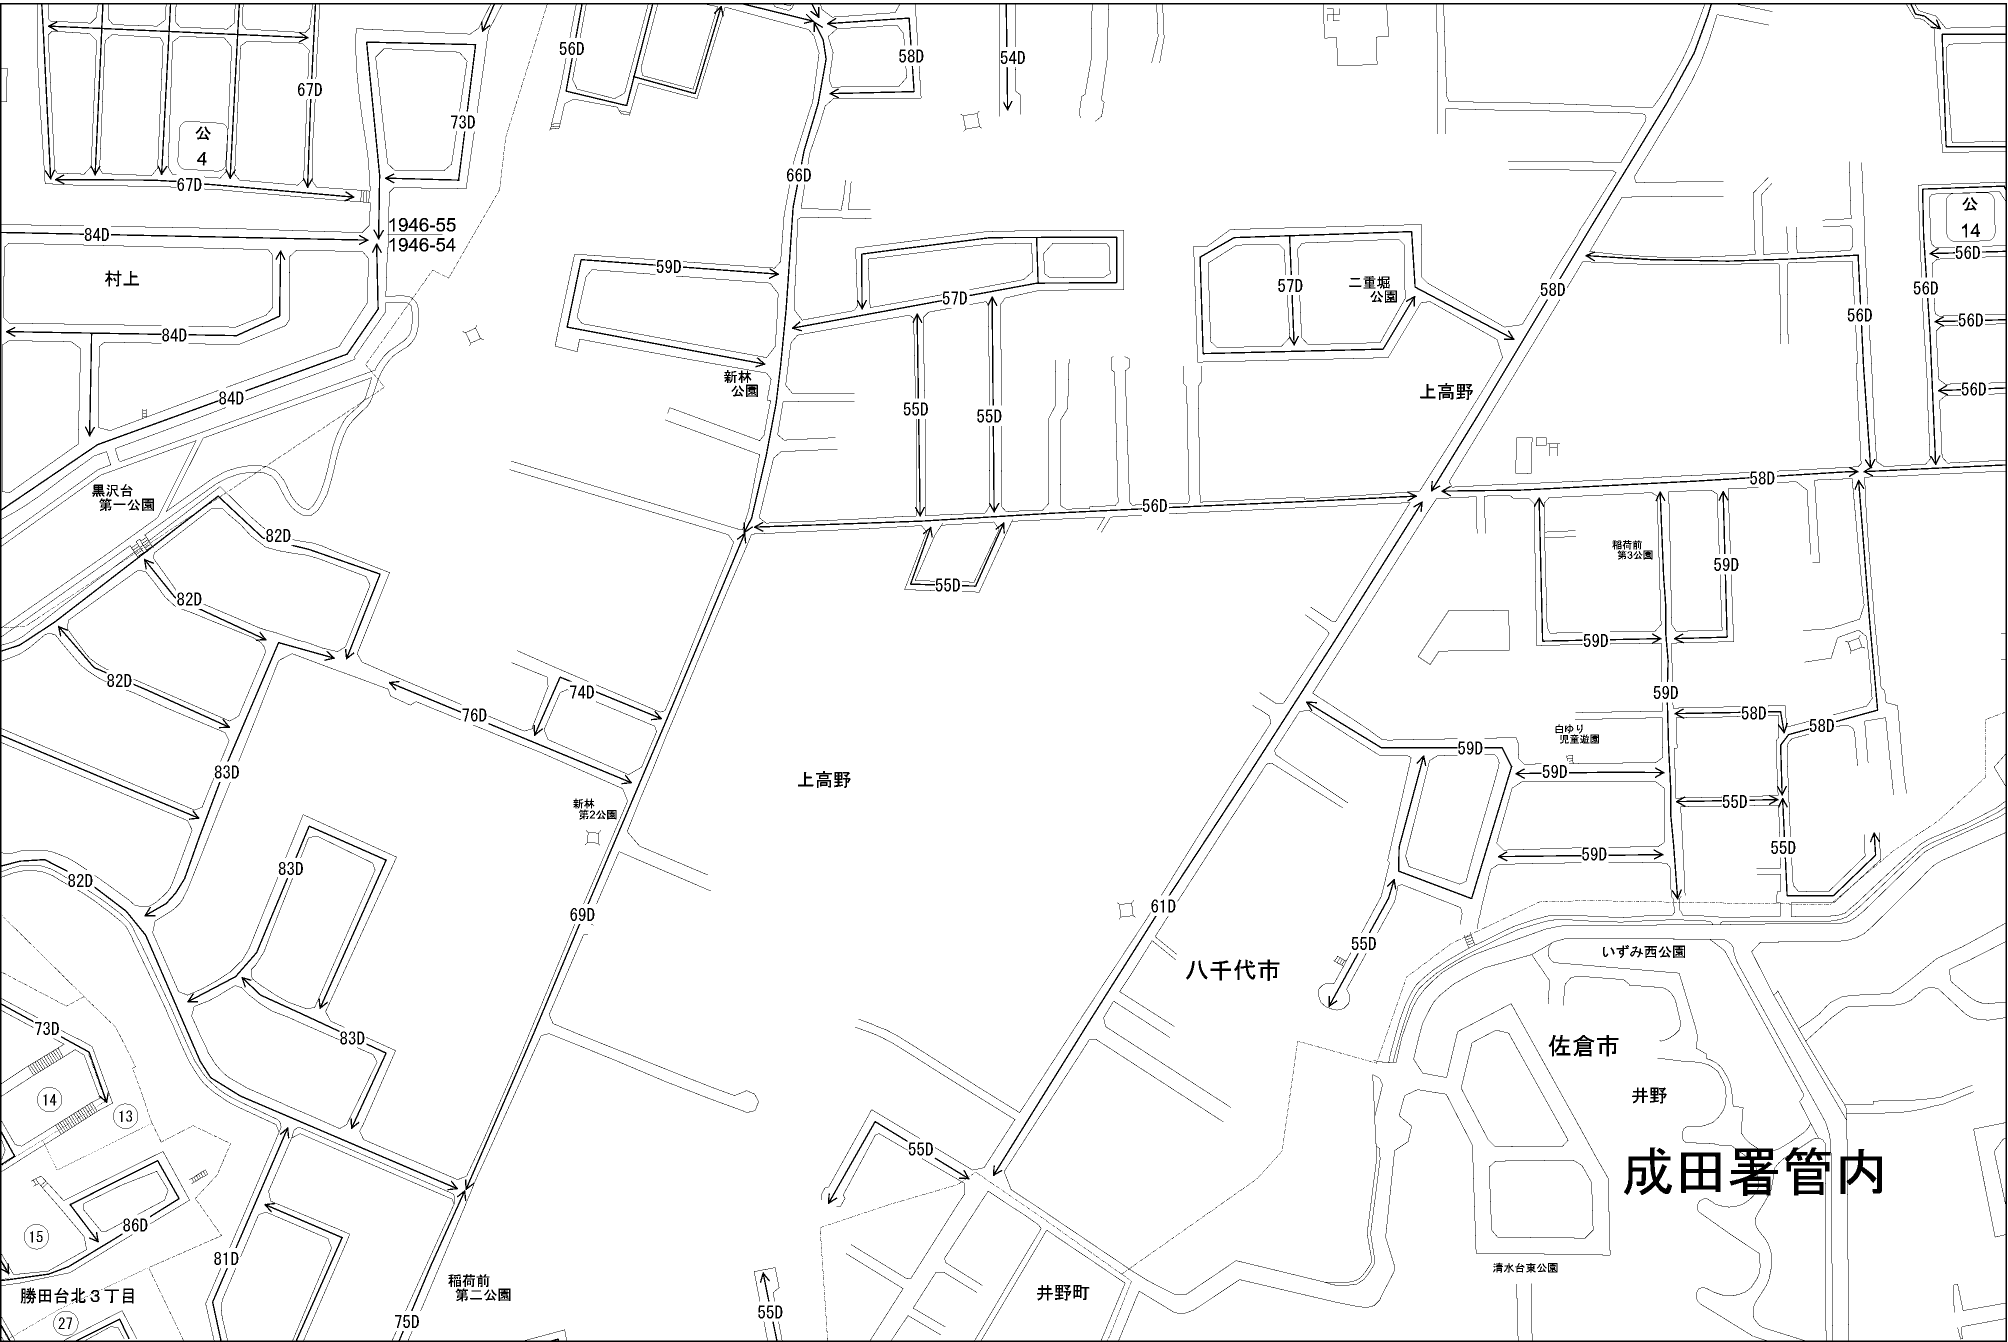 56D
58D
54D
67D
公
4
73D
67D
66D
1946-55
1946-54
84D
村上
59D
57D
57D
二重堀
公園
58D
公
14
56D
56D
56D
56D
56D
84D
84D
新林
公園
55D
55D
上高野
黒沢台
第一公園
56D
58D
82D
82D
稲荷前
第3公園
59D
55D
59D
82D
74D
76D
59D
58D
58D
白ゆり
児童遊園
59D
59D
83D
上高野
新林
第2公園
55D
59D
55D
82D
83D
69D
61D
55D
いずみ西公園
八千代市
73D
83D
佐倉市
14
13
井野
55D
成田署管内
15
86D
81D
稲荷前
第二公園
清水台東公園
勝田台北3丁目
井野町
27
75D
55D